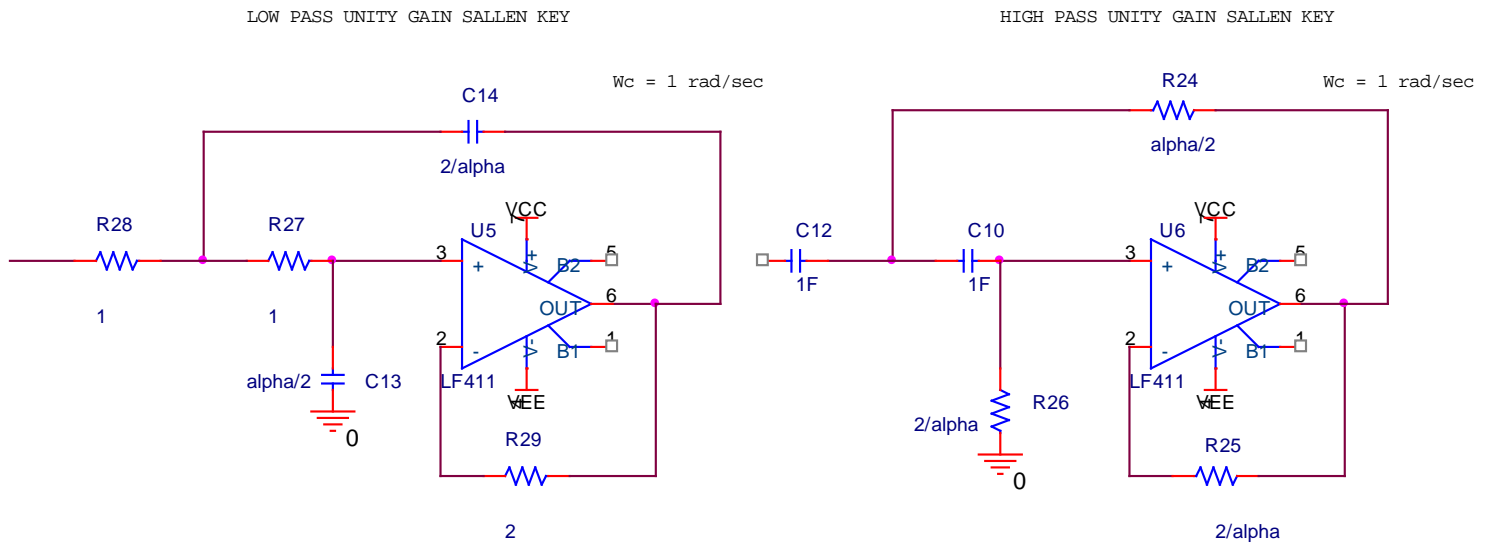 LOW PASS UNITY GAIN SALLEN KEY
Wc = 1 rad/sec
C14
2/alpha
R28
1
R27
1
alpha/2
C13
0
U5
VCC
3
+
V+
B2
5
OUT
6
2
-
V-
B1
1
LF411
VEE
R29
2
HIGH PASS UNITY GAIN SALLEN KEY
Wc = 1 rad/sec
R24
alpha/2
C12
1F
C10
1F
2/alpha
R26
0
U6
VCC
3
+
V+
B2
5
OUT
6
2
-
V-
B1
1
LF411
VEE
R25
2/alpha